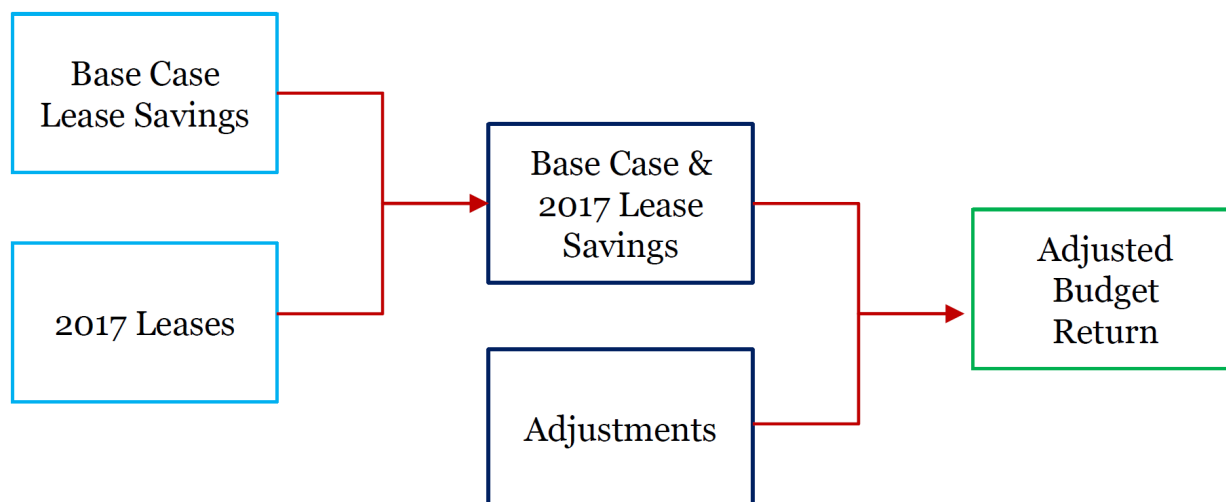 Base Case
Lease Savings
2017 Leases
Base Case &
2017 Lease
Savings
Adjustments
Adjusted
Budget
Return